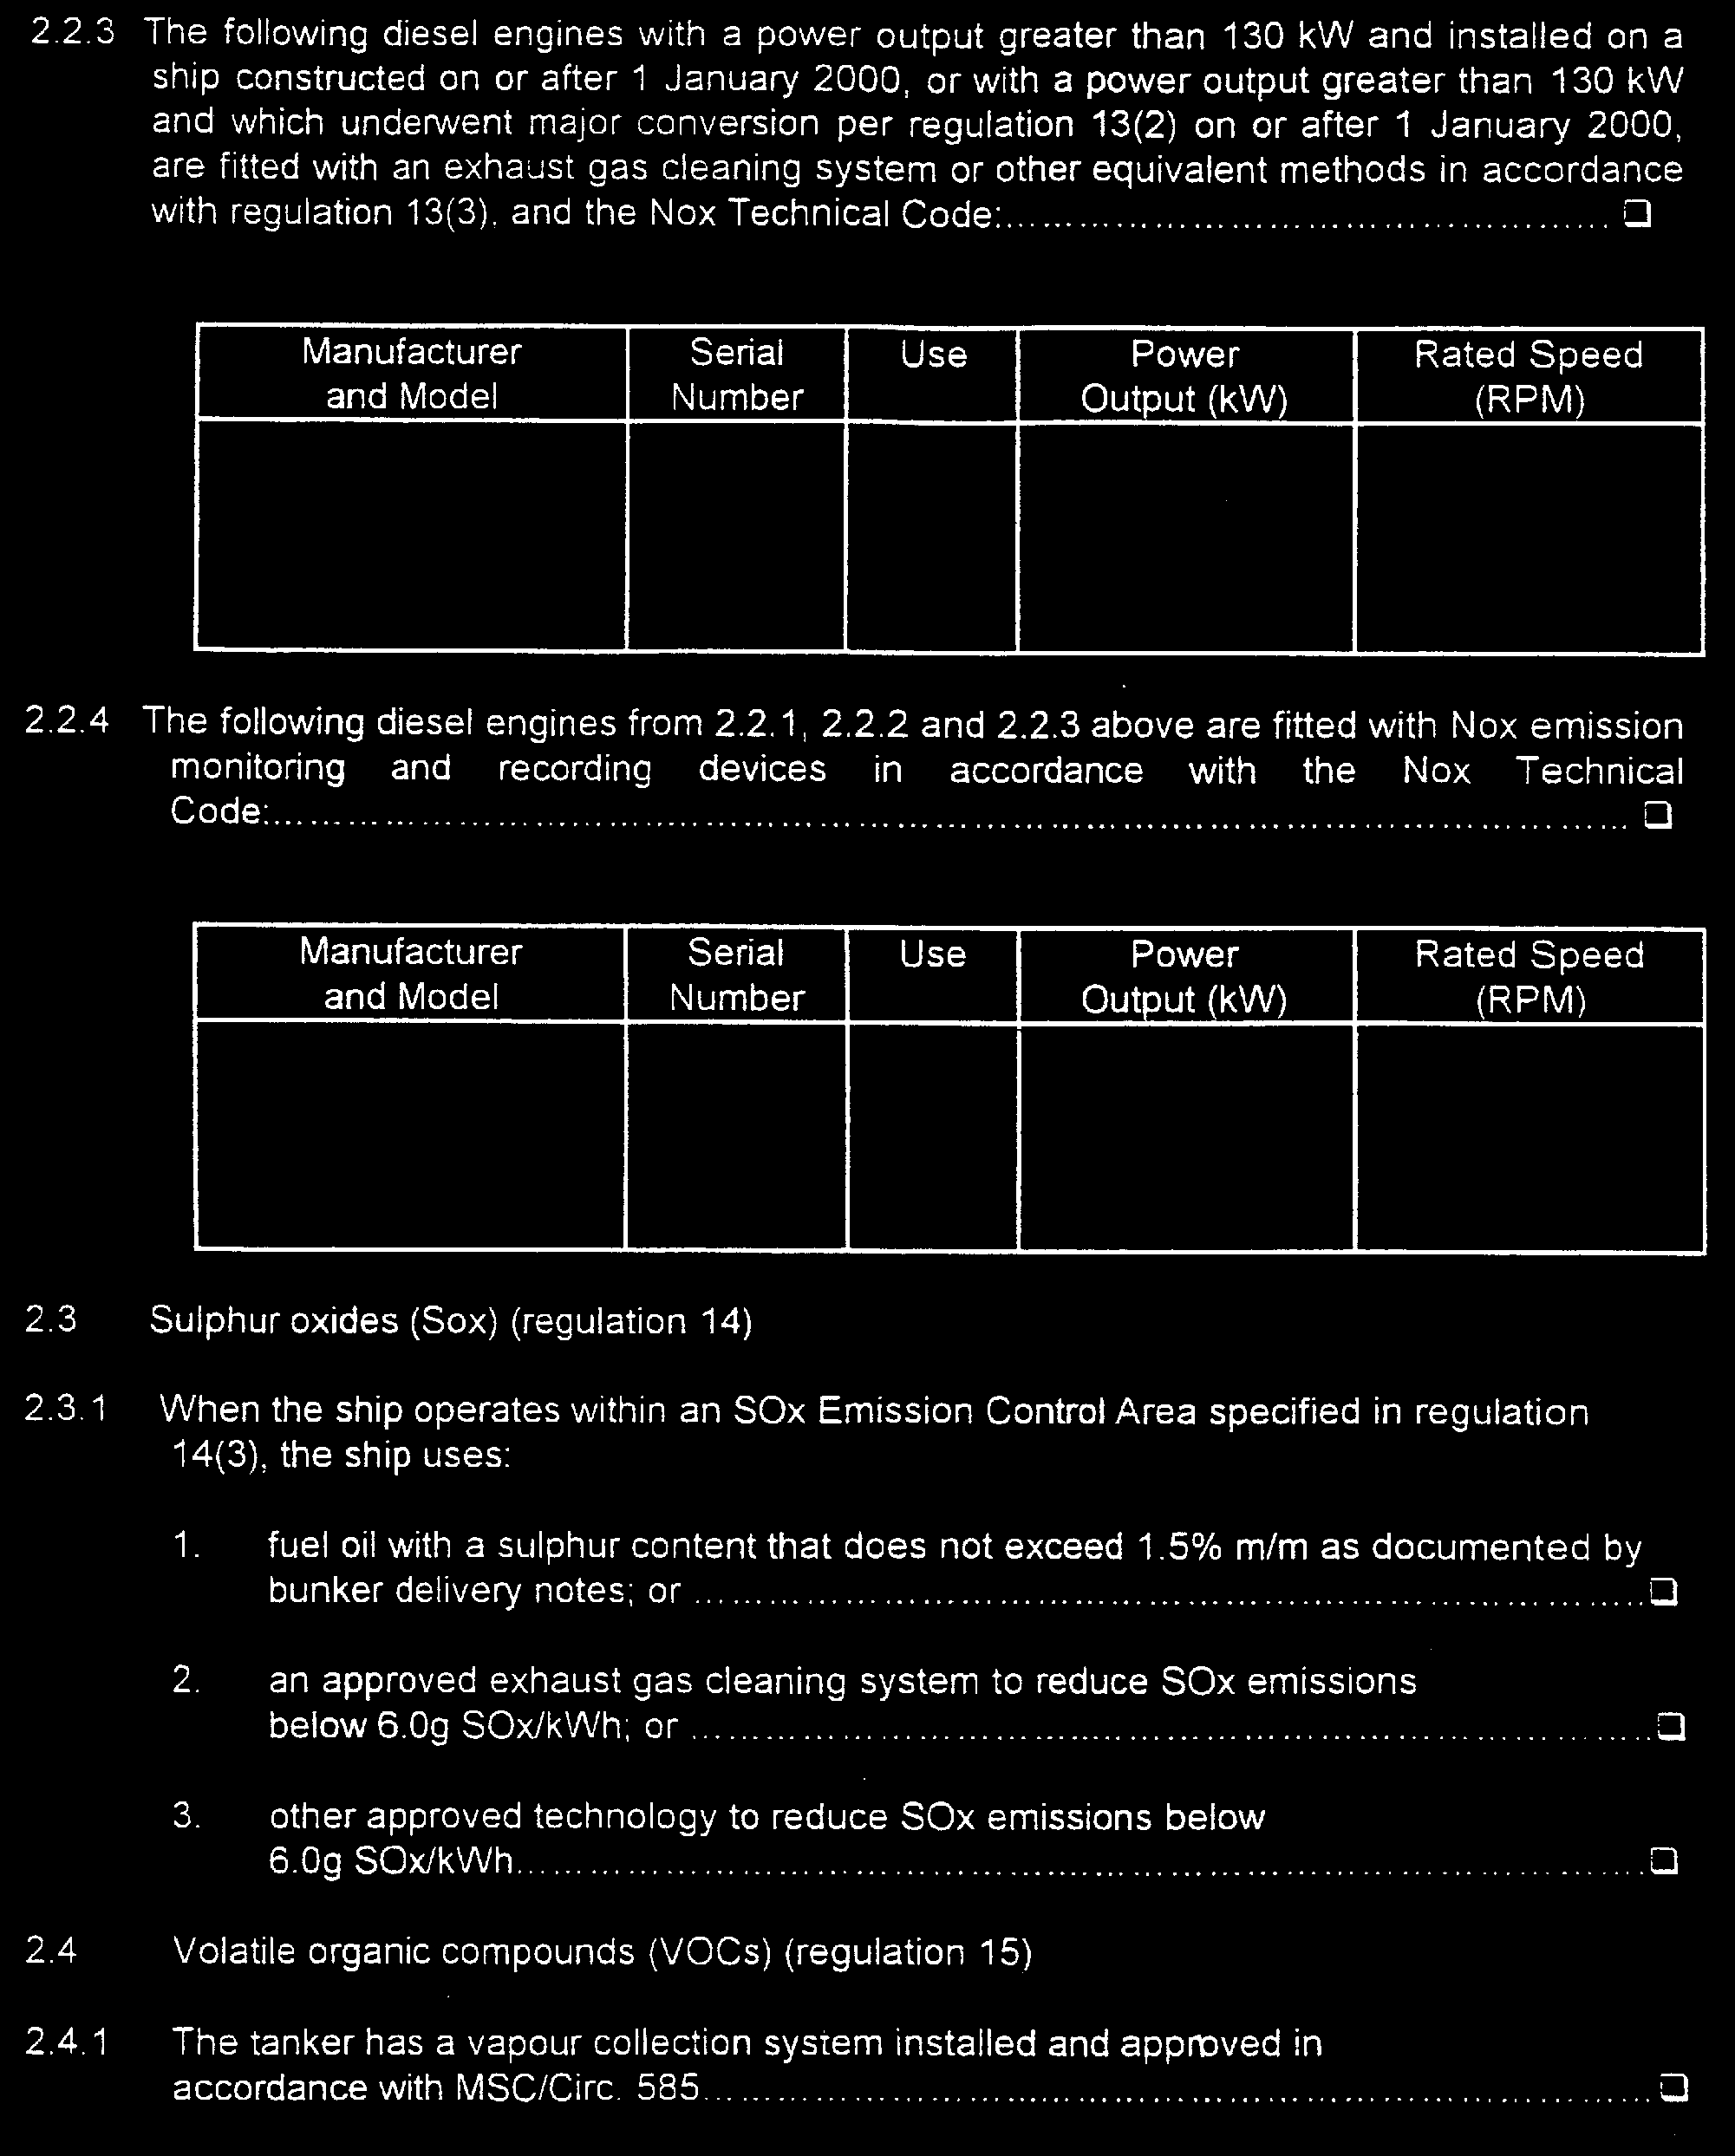 2.2.3 The following diesel engines with a power output greater than 130 kW and installed on a
ship constructed on or after 1 January 2000, or with a power output greater than 130 kW
and which underwent major conversion per regulation 13(2) on or after 1 January 2000,
are fitted with an exhaust gas cleaning system or other equivalent methods in accordance
with regulation 13(3), and the Nox Technical Code:.................................................. ❑
Manufacturer and Model | Serial Number | Use | Power Output (kW) | Rated Speed (RPM)
2.2.4 The following diesel engines from 2.2.1, 2.2.2 and 2.2.3 above are fitted with Nox emission
monitoring and recording devices in accordance with the Nox Technical
Code:.................................................................................................................. ❑
Manufacturer and Model | Serial Number | Use | Power Output (kW) | Rated Speed (RPM)
2.3 Sulphur oxides (Sox) (regulation 14)
2.3.1 When the ship operates within an SOx Emission Control Area specified in regulation
14(3), the ship uses:
1. fuel oil with a sulphur content that does not exceed 1.5% m/m as documented by
bunker delivery notes; or ................................................................................ ❑
2. an approved exhaust gas cleaning system to reduce SOx emissions
below 6.0g SOx/kWh; or ................................................................................ ❑
3. other approved technology to reduce SOx emissions below
6.0g SOx/kWh............................................................................................... ❑
2.4 Volatile organic compounds (VOCs) (regulation 15)
2.4.1 The tanker has a vapour collection system installed and approved in
accordance with MSC/Circ. 585............................................................................... ❑